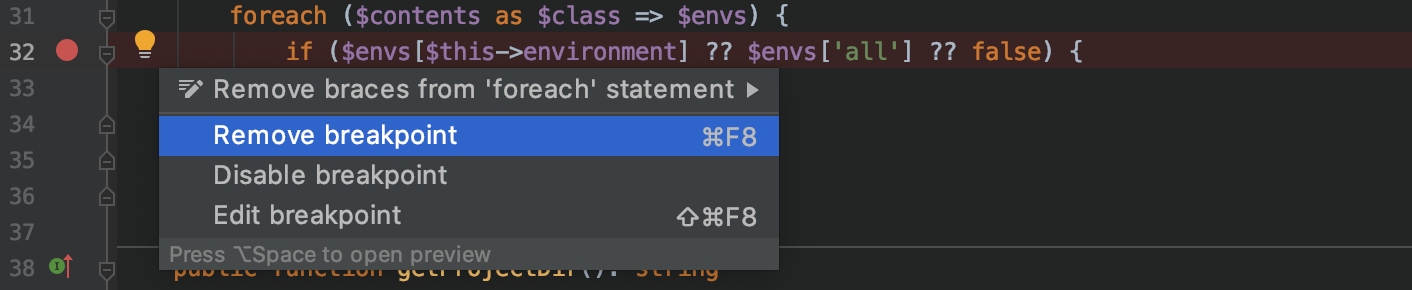 31 foreach ($contents as $class => $envs) {
32 if ($envs[$this->environment] ?? $envs['all'] ?? false) {
33 Remove braces from 'foreach' statement
34 Remove breakpoint ⌘F8
35 Disable breakpoint
36 Edit breakpoint ⇧⌘F8
37
Press ⌥Space to open preview
38 public function getProjectDir(): string